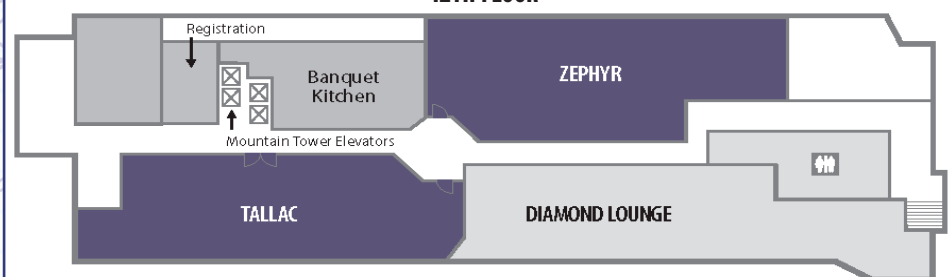 Registration
Banquet
Kitchen
ZEPHYR
Mountain Tower Elevators
TALLAC
DIAMOND LOUNGE